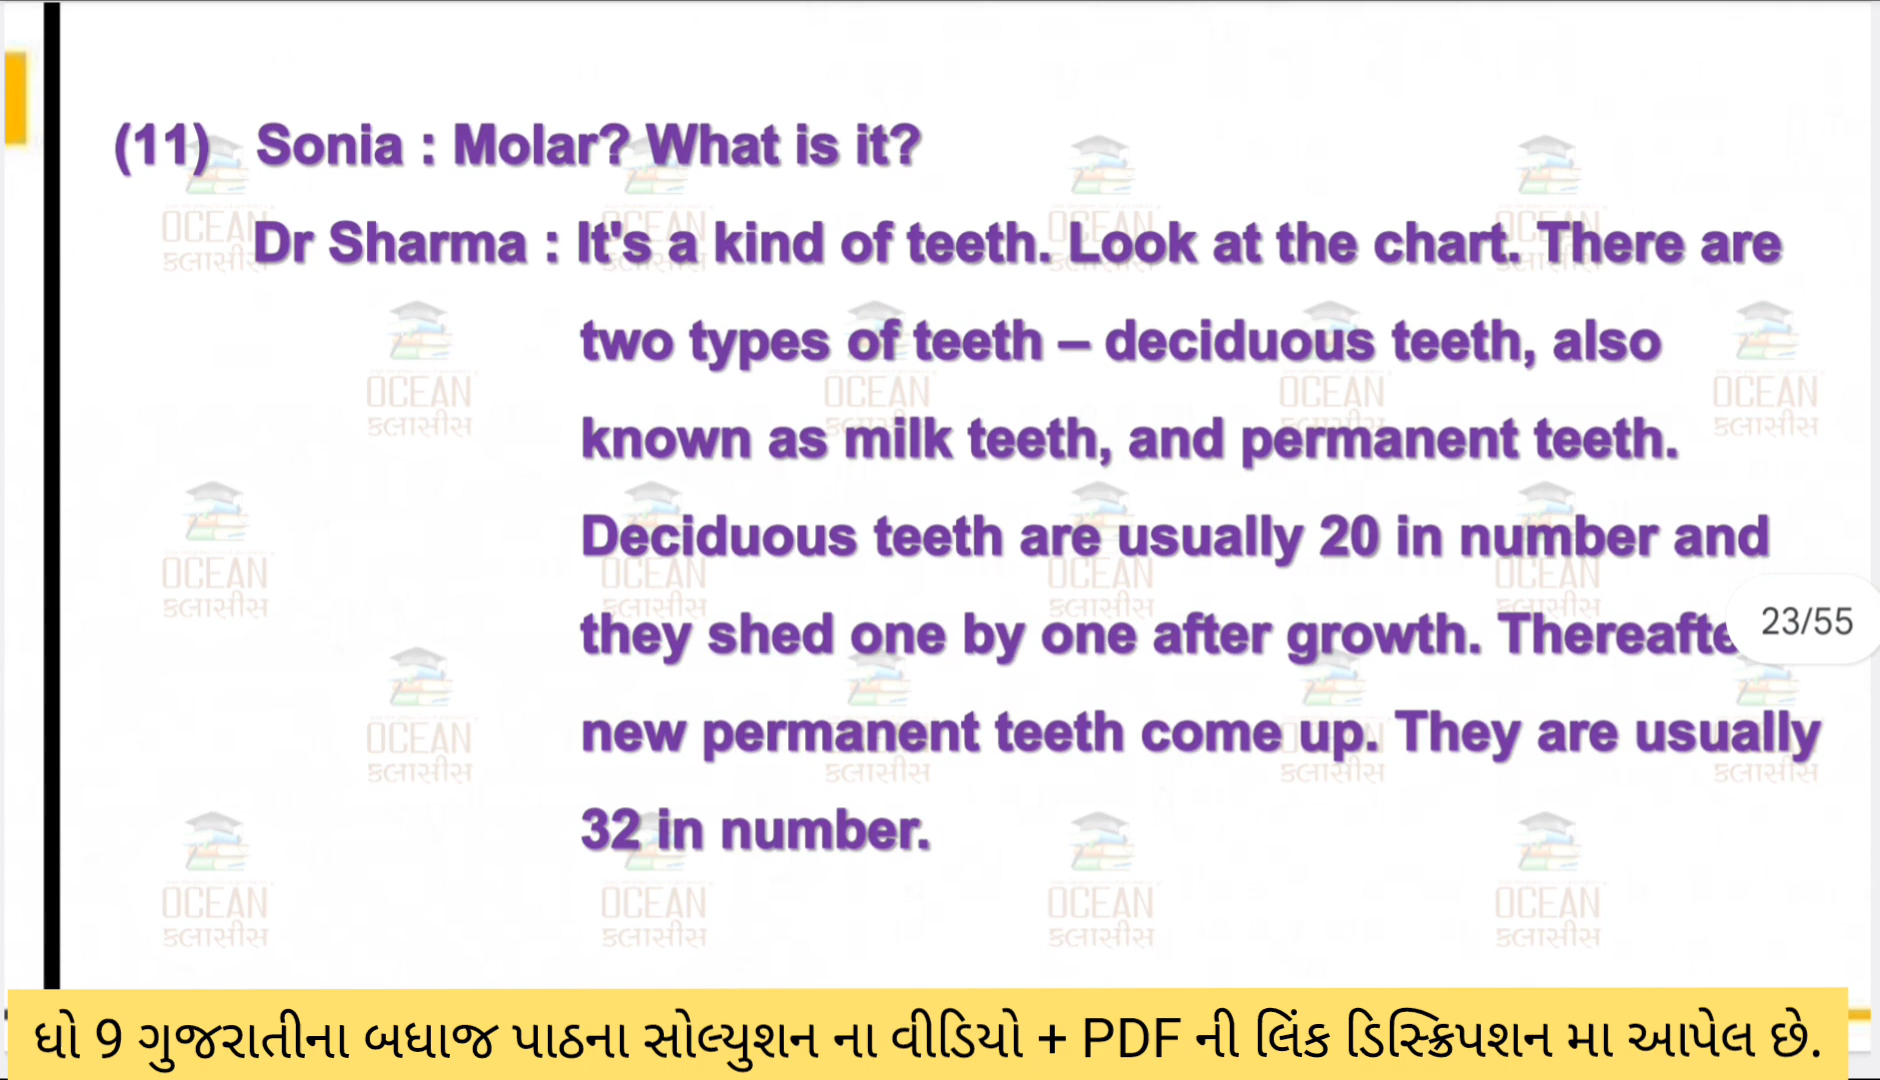 (11) Sonia : Molar? What is it?
Dr Sharma : It's a kind of teeth. Look at the chart. There are
two types of teeth – deciduous teeth, also
known as milk teeth, and permanent teeth.
Deciduous teeth are usually 20 in number and
they shed one by one after growth. Thereafte
23/55
new permanent teeth come up. They are usually
32 in number.
OCEAN
ક્લાસીસ
ધો 9 ગુજરાતીના બધાજ પાઠના સોલ્યુશન ના વીડિયો + PDF ની લિંક ડિસ્ક્રિપશન મા આપેલ છે.